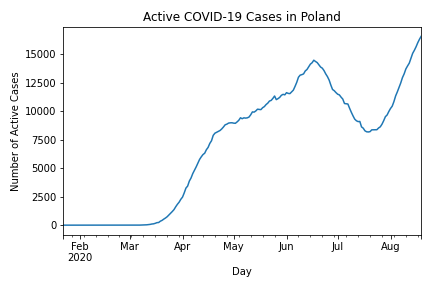 Active COVID-19 Cases in Poland
Number of Active Cases
15000
12500
10000
7500
5000
2500
0
Feb Mar Apr May Jun Jul Aug
2020
Day